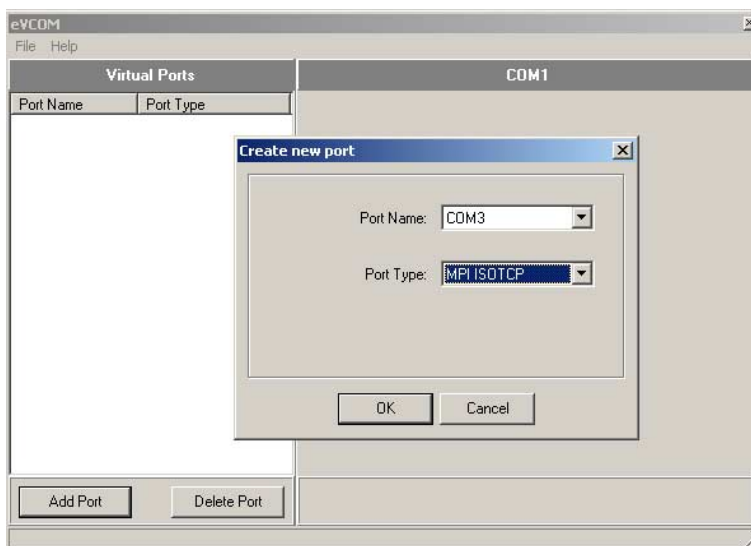 eVCOM
File Help
Virtual Ports COM1
Port Name Port Type
Create new port
Port Name: COM3
Port Type: MPI ISOTCP
OK Cancel
Add Port Delete Port